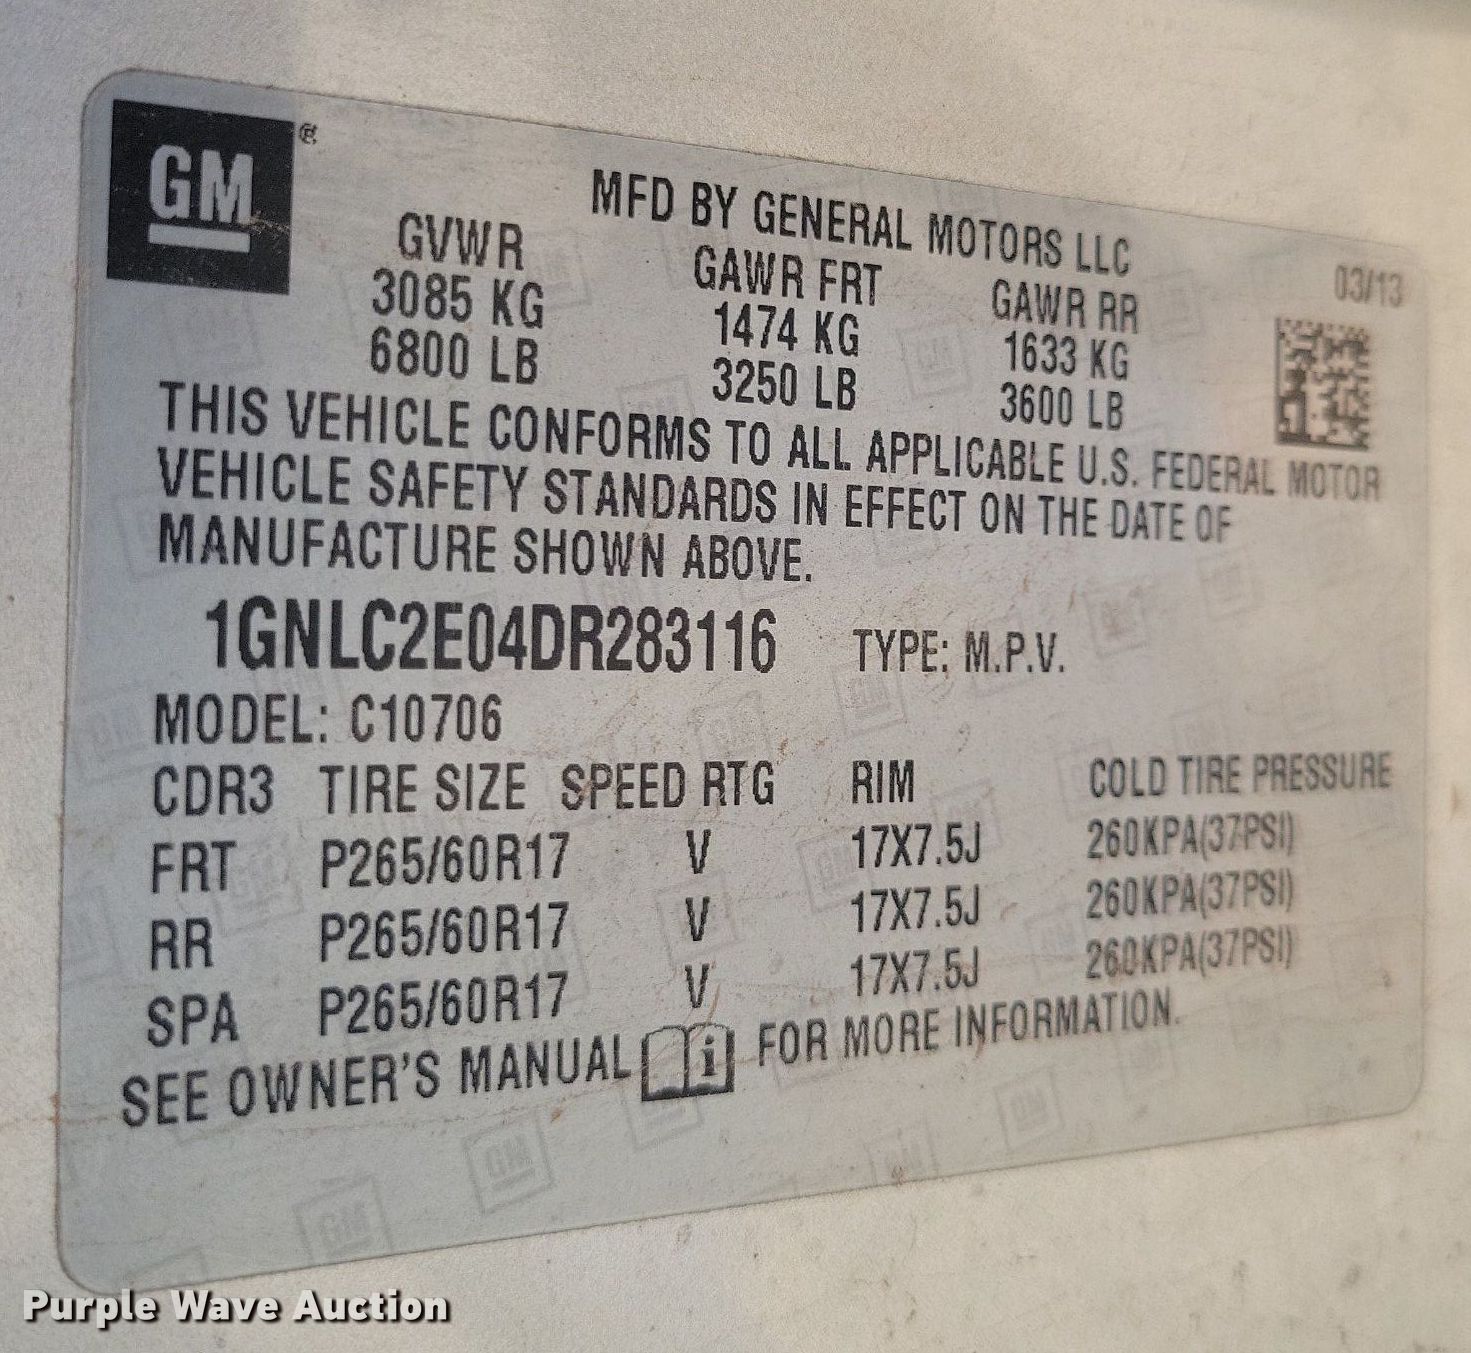 GM®
MFD BY GENERAL MOTORS LLC
03/13
GVWR GAWR FRT GAWR RR
3085 KG 1474 KG 1633 KG
6800 LB 3250 LB 3600 LB
THIS VEHICLE CONFORMS TO ALL APPLICABLE U.S. FEDERAL MOTOR
VEHICLE SAFETY STANDARDS IN EFFECT ON THE DATE OF
MANUFACTURE SHOWN ABOVE.
1GNLC2E04DR283116 TYPE: M.P.V.
MODEL: C10706
CDR3 TIRE SIZE SPEED RTG RIM COLD TIRE PRESSURE
FRT P265/60R17 V 17X7.5J 260KPA(37PSI)
RR P265/60R17 V 17X7.5J 260KPA(37PSI)
SPA P265/60R17 V 17X7.5J 260KPA(37PSI)
SEE OWNER'S MANUAL i FOR MORE INFORMATION.
Purple Wave Auction